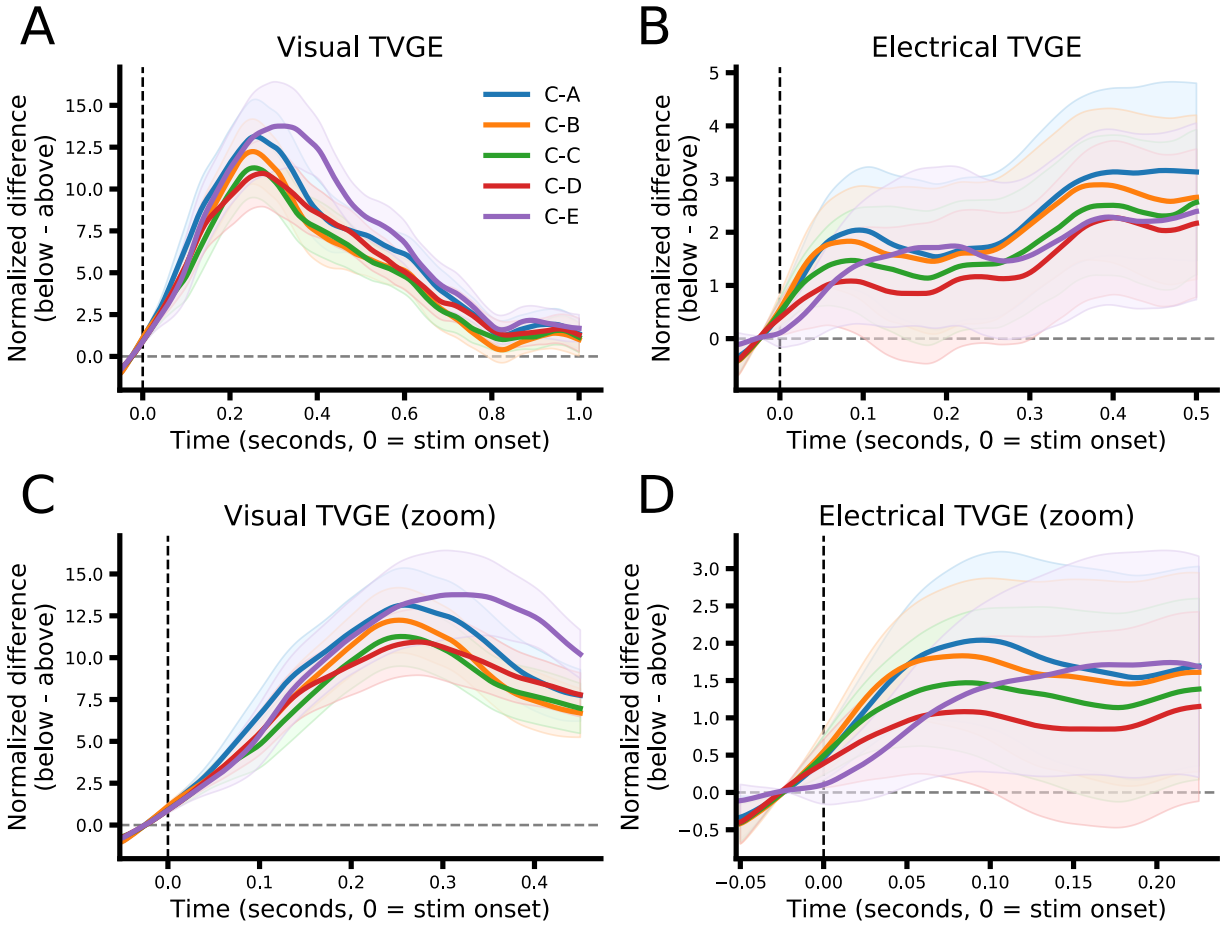 A
Visual TVGE
Normalized difference
(below - above)
15.0
12.5
10.0
7.5
5.0
2.5
0.0
C-A
C-B
C-C
C-D
C-E
0.0 0.2 0.4 0.6 0.8 1.0
Time (seconds, 0 = stim onset)
B
Electrical TVGE
Normalized difference
(below - above)
5
4
3
2
1
0
0.0 0.1 0.2 0.3 0.4 0.5
Time (seconds, 0 = stim onset)
C
Visual TVGE (zoom)
Normalized difference
(below - above)
15.0
12.5
10.0
7.5
5.0
2.5
0.0
0.0 0.1 0.2 0.3 0.4
Time (seconds, 0 = stim onset)
D
Electrical TVGE (zoom)
Normalized difference
(below - above)
3.0
2.5
2.0
1.5
1.0
0.5
0.0
−0.5
−0.05 0.00 0.05 0.10 0.15 0.20
Time (seconds, 0 = stim onset)